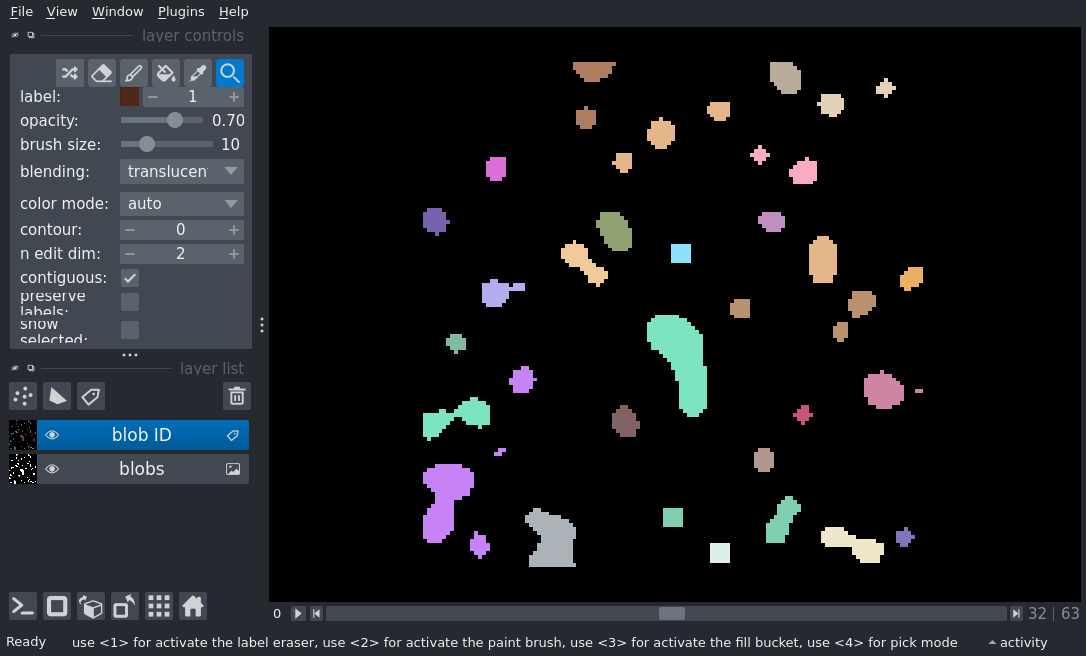 File View Window Plugins Help
layer controls
label: 1
opacity: 0.70
brush size: 10
blending: translucen
color mode: auto
contour: 0
n edit dim: 2
contiguous:
preserve
labels:
show
selected:
layer list
blob ID
blobs
0 32 63
Ready use <1> for activate the label eraser, use <2> for activate the paint brush, use <3> for activate the fill bucket, use <4> for pick mode activity